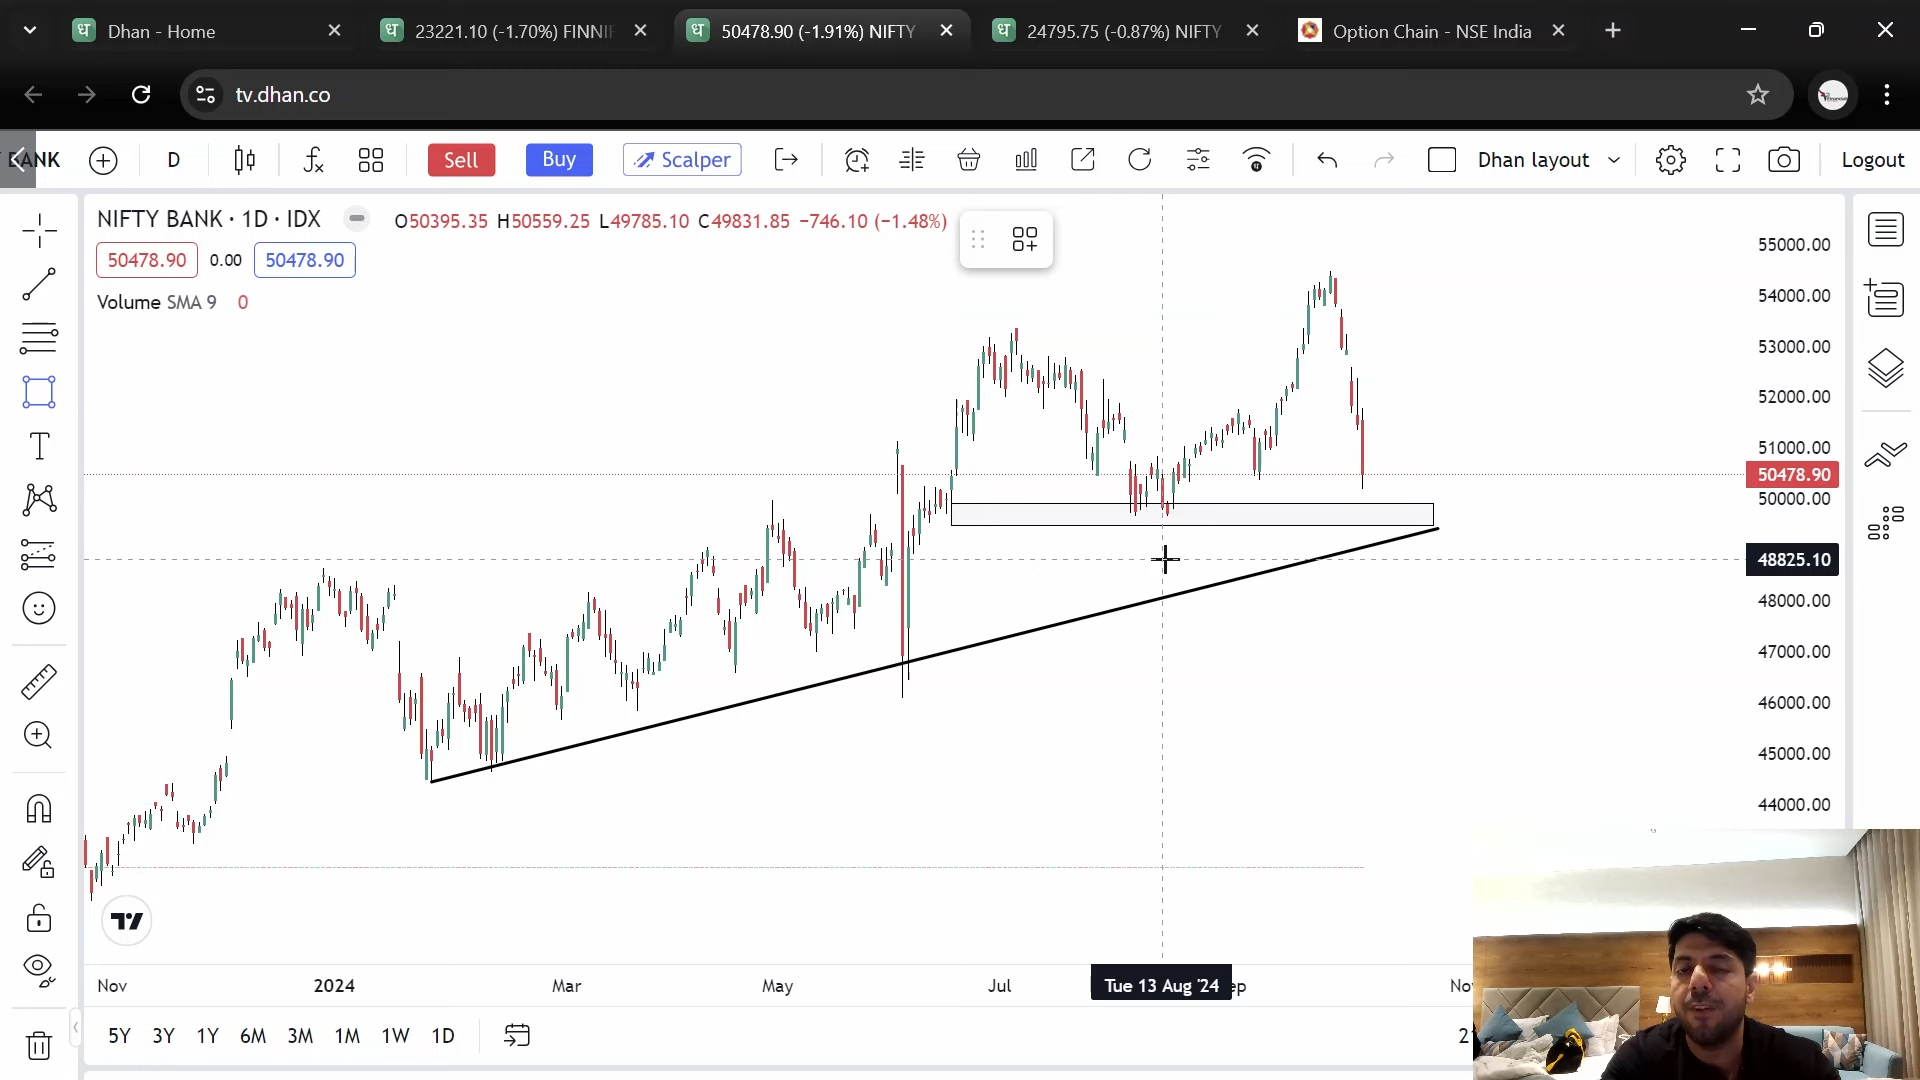 Dhan - Home
23221.10 (-1.70%) FINNI
50478.90 (-1.91%) NIFTY
24795.75 (-0.87%) NIFTY
Option Chain - NSE India
tv.dhan.co
BANK
D
Sell
Buy
Scalper
Dhan layout
Logout
NIFTY BANK · 1D · IDX
O50395.35 H50559.25 L49785.10 C49831.85 −746.10 (−1.48%)
50478.90 0.00 50478.90
Volume SMA 9 0
55000.00
54000.00
53000.00
52000.00
51000.00
50478.90
50000.00
48825.10
48000.00
47000.00
46000.00
45000.00
44000.00
Nov 2024 Mar May Jul Tue 13 Aug '24 ep No
5Y 3Y 1Y 6M 3M 1M 1W 1D 2